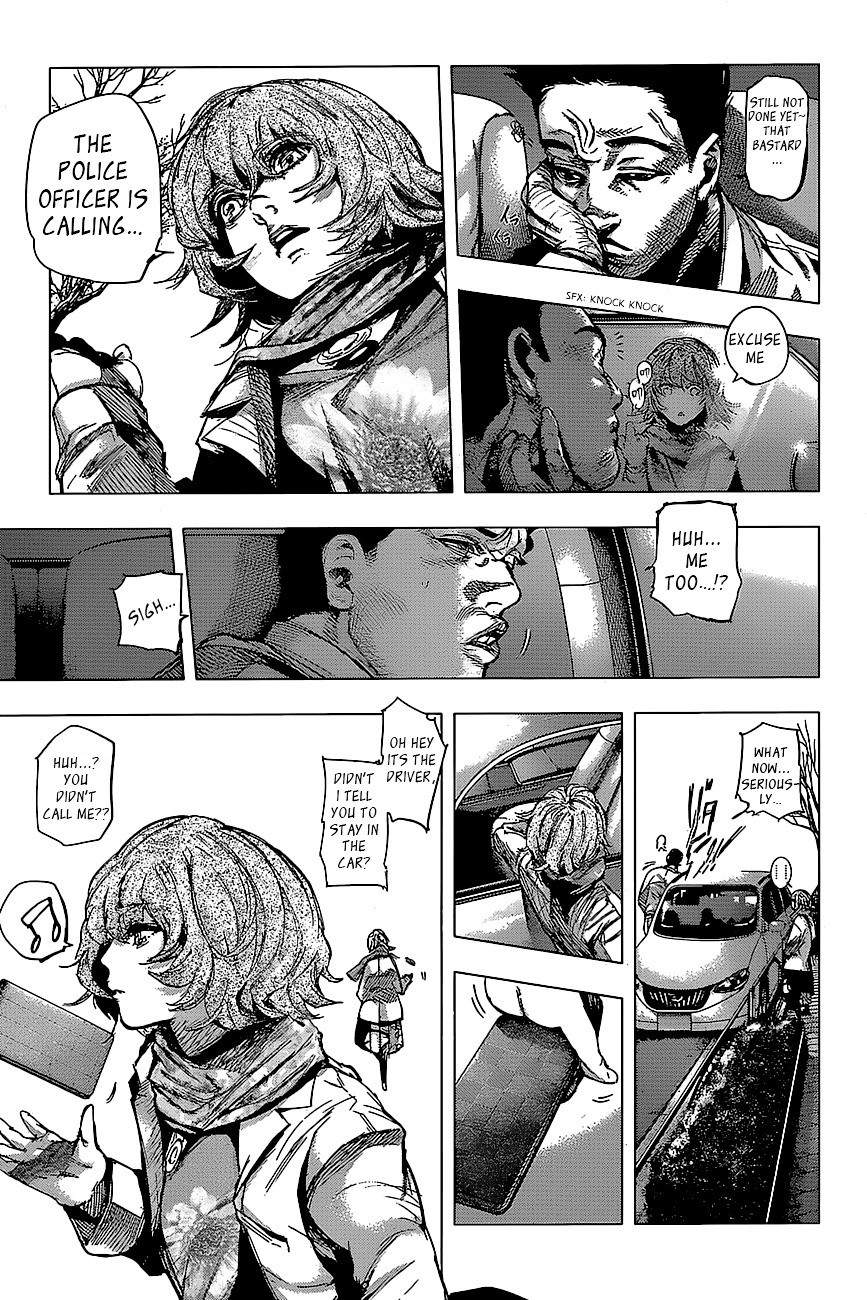 STILL NOT
DONE YET~
THAT
BASTARD
...
SFX: KNOCK KNOCK
EXCUSE
ME
THE
POLICE
OFFICER IS
CALLING...
HUH...
ME
TOO...!?
SIGH...
WHAT
NOW...
SERIOUS-
LY...
OH HEY
ITS THE
DRIVER,
DIDN'T
I TELL
YOU TO
STAY IN
THE
CAR?
HUH...?
YOU
DIDN'T
CALL ME??